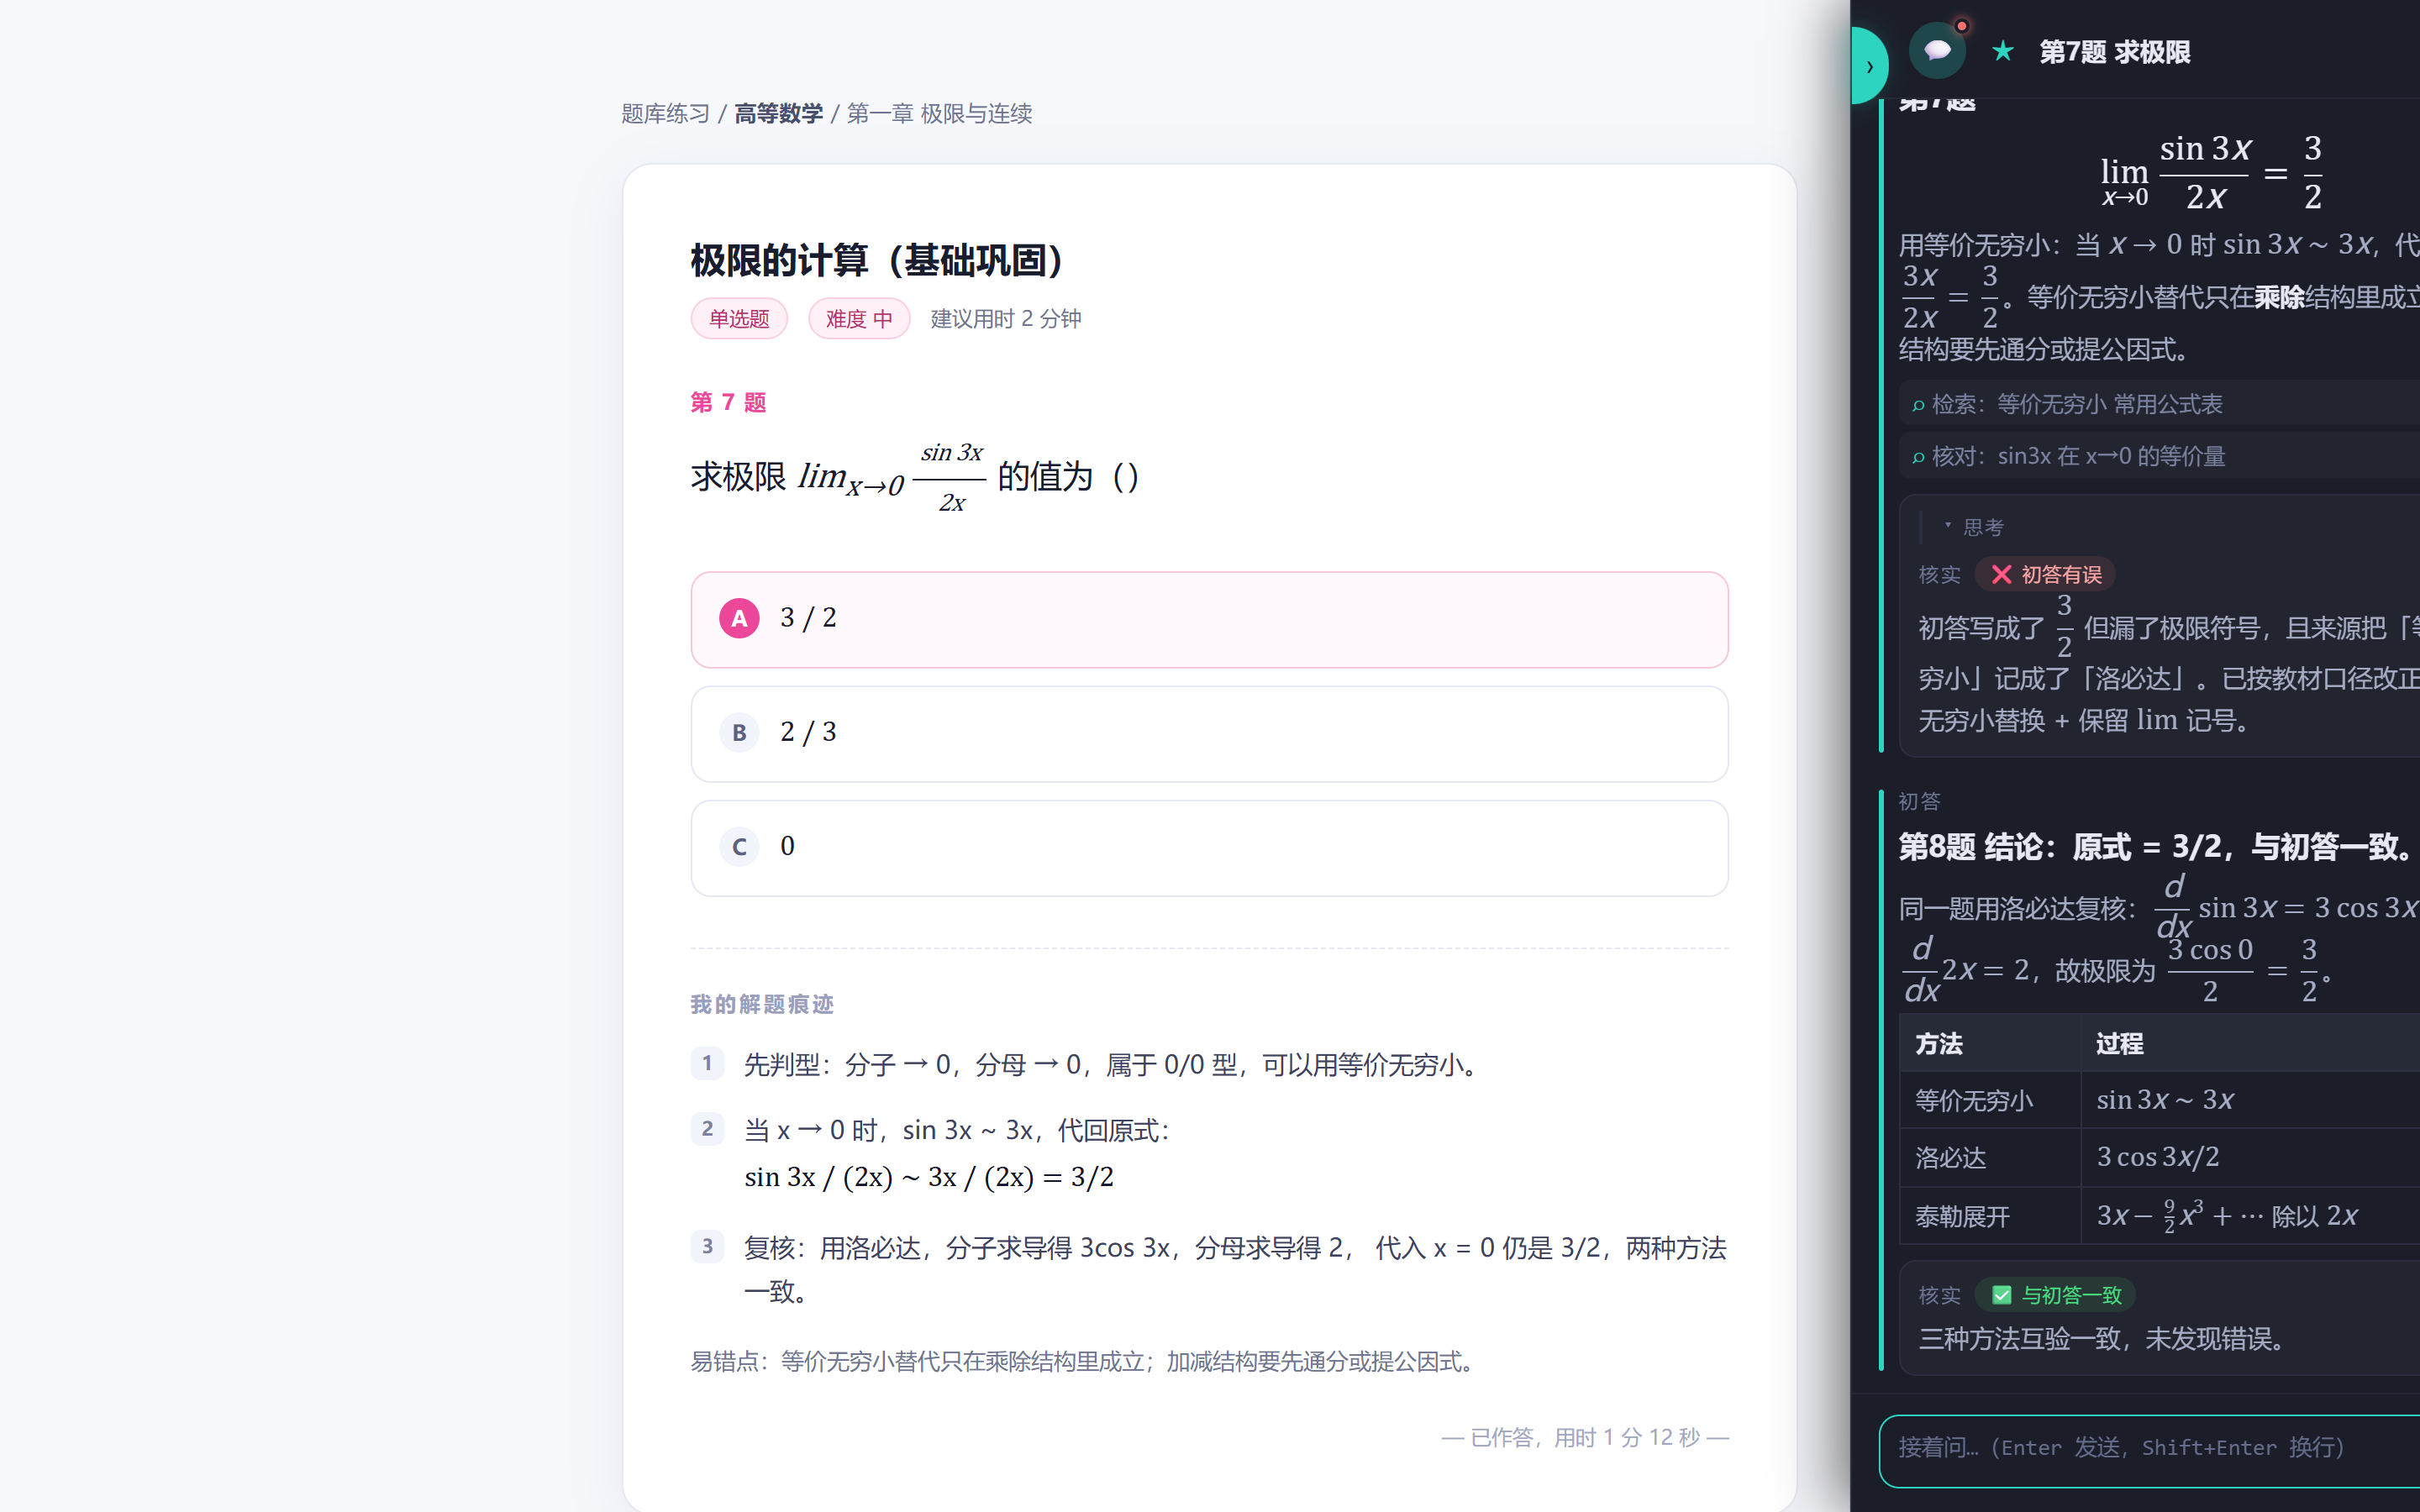 题库练习 / 高等数学 / 第一章 极限与连续
极限的计算（基础巩固）
单选题 难度 中 建议用时 2 分钟
第 7 题
求极限 lim x→0 sin 3x / 2x 的值为（）
A 3 / 2
B 2 / 3
C 0
我的解题痕迹
1 先判型：分子 → 0，分母 → 0，属于 0/0 型，可以用等价无穷小。
2 当 x → 0 时，sin 3x ~ 3x，代回原式：
sin 3x / (2x) ~ 3x / (2x) = 3/2
3 复核：用洛必达，分子求导得 3cos 3x，分母求导得 2， 代入 x = 0 仍是 3/2，两种方法
一致。
易错点：等价无穷小替代只在乘除结构里成立；加减结构要先通分或提公因式。
— 已作答，用时 1 分 12 秒 —
› ★ 第7题 求极限
第7题
lim x→0 sin 3x / 2x = 3/2
用等价无穷小：当 x → 0 时 sin 3x ~ 3x，代
3x/2x = 3/2。等价无穷小替代只在乘除结构里成立
结构要先通分或提公因式。
检索：等价无穷小 常用公式表
核对：sin3x 在 x→0 的等价量
▾ 思考
核实 ❌ 初答有误
初答写成了 3/2 但漏了极限符号，且来源把「等
穷小」记成了「洛必达」。已按教材口径改正
无穷小替换 + 保留 lim 记号。
初答
第8题 结论：原式 = 3/2，与初答一致。
同一题用洛必达复核：d/dx sin 3x = 3 cos 3x
d/dx 2x = 2，故极限为 3 cos 0 / 2 = 3/2。
方法 过程
等价无穷小 sin 3x ~ 3x
洛必达 3 cos 3x/2
泰勒展开 3x − 9/2 x³ + ⋯ 除以 2x
核实 ✅ 与初答一致
三种方法互验一致，未发现错误。
接着问…（Enter 发送，Shift+Enter 换行）